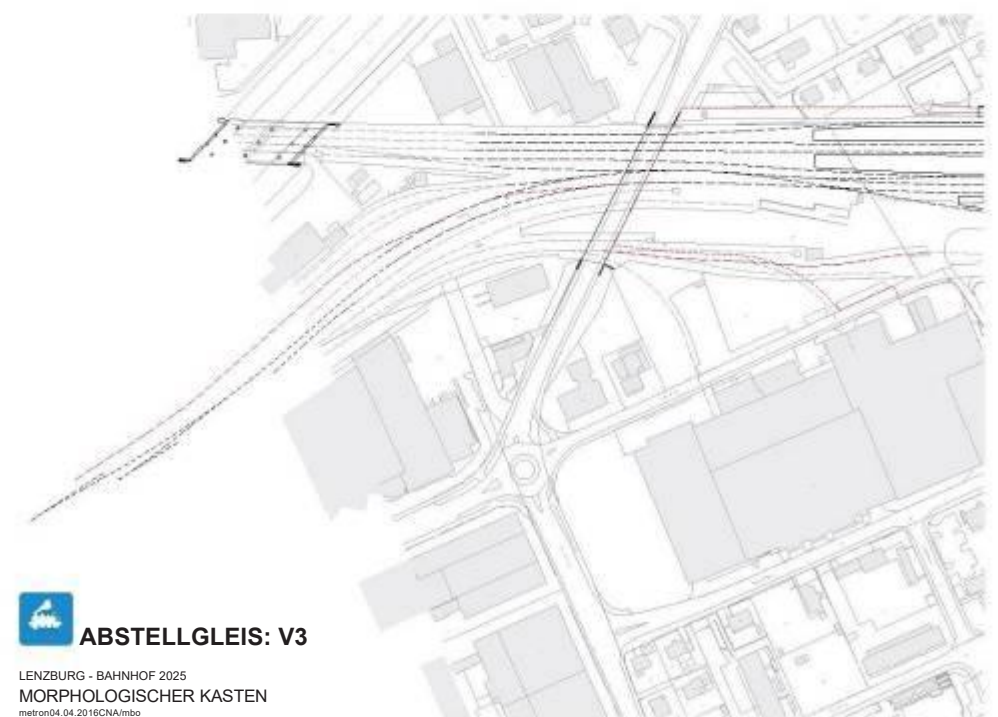 ABSTELLGLEIS: V3
LENZBURG - BAHNHOF 2025
MORPHOLOGISCHER KASTEN
metron04.04.2016CNA/mbo